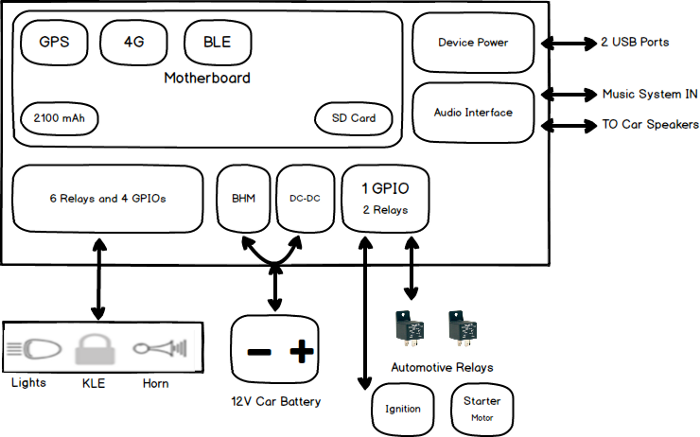 GPS
4G
BLE
Motherboard
2100 mAh
SD Card
Device Power
2 USB Ports
Audio Interface
Music System IN
TO Car Speakers
6 Relays and 4 GPIOs
BHM
DC-DC
1 GPIO
2 Relays
Lights
KLE
Horn
12V Car Battery
Automotive Relays
Ignition
Starter
Motor